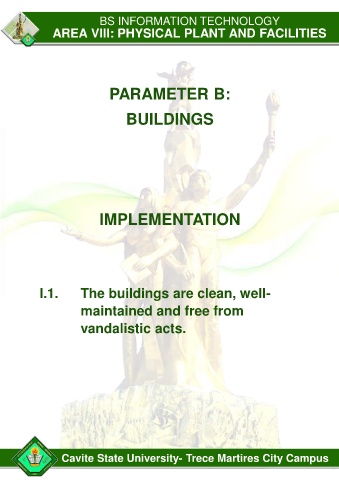 BS INFORMATION TECHNOLOGY
AREA VIII: PHYSICAL PLANT AND FACILITIES
PARAMETER B:
BUILDINGS
IMPLEMENTATION
I.1. The buildings are clean, well-
maintained and free from
vandalistic acts.
Cavite State University- Trece Martires City Campus